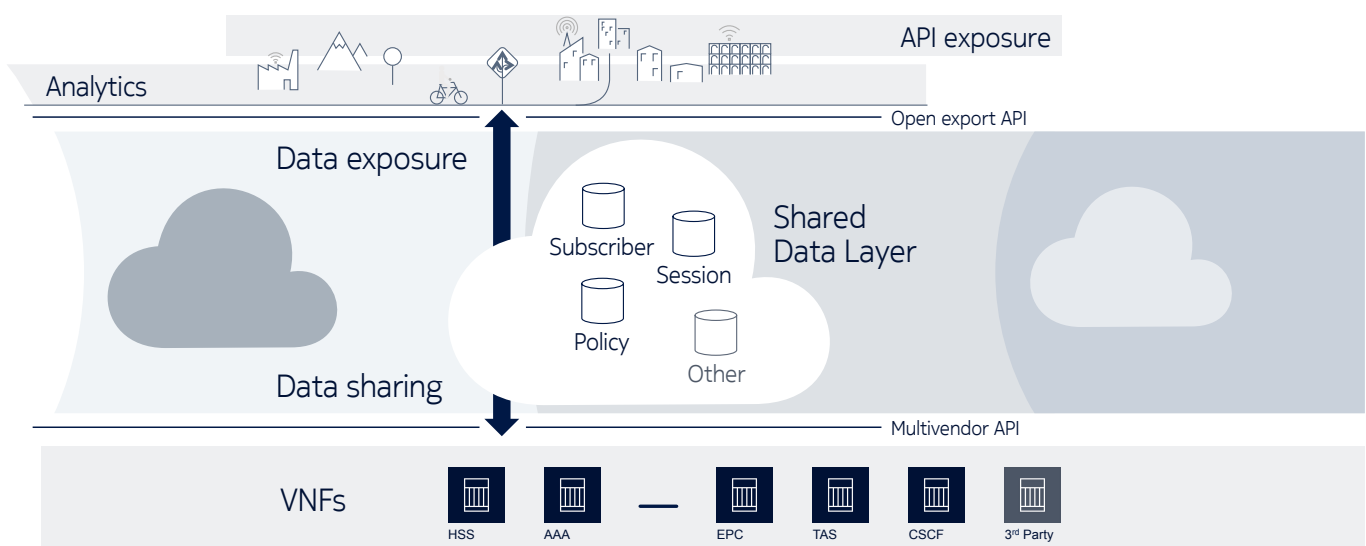 API exposure
Analytics
Open export API
Data exposure
Subscriber
Session
Shared
Data Layer
Policy
Other
Data sharing
Multivendor API
VNFs
HSS
AAA
EPC
TAS
CSCF
3rd Party